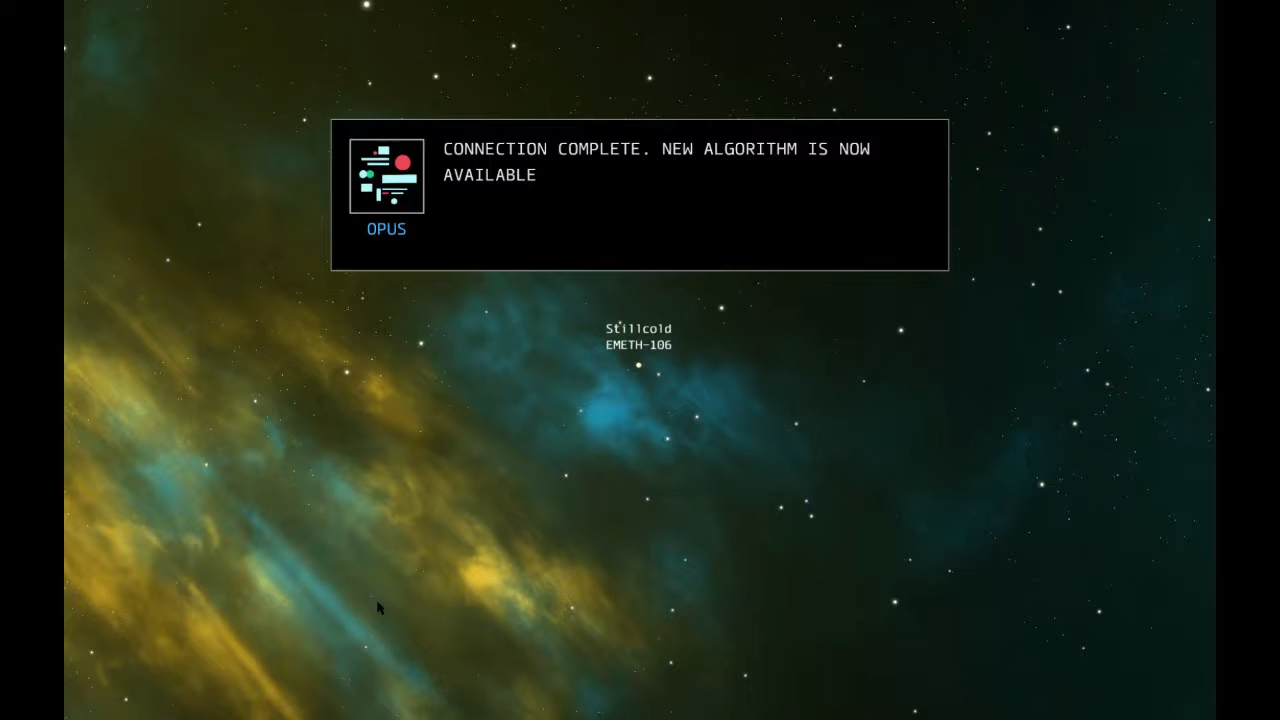 CONNECTION COMPLETE. NEW ALGORITHM IS NOW
AVAILABLE
OPUS
Stillcold
EMETH-106